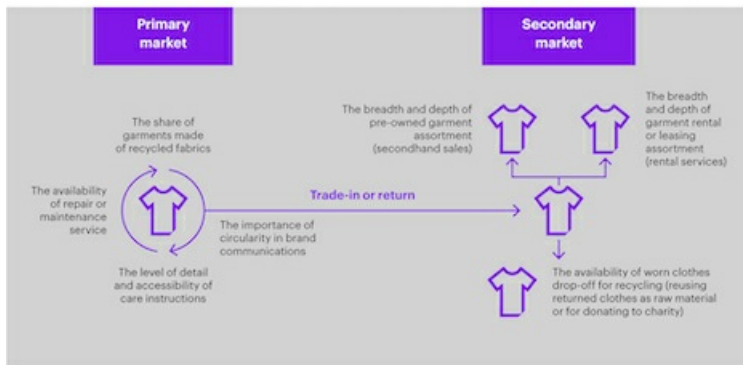 Primary
market
Secondary
market
The share of
garments made
of recycled fabrics
The availability
of repair or
maintenance
service
The level of detail
and accessibility of
care instructions
The importance of
circularity in brand
communications
Trade-in or return
The breadth and depth of
pre-owned garment
assortment
(secondhand sales)
The breadth
and depth of
garment rental
or leasing
assortment
(rental services)
The availability of worn clothes
drop-off for recycling (reusing
returned clothes as raw material
or for donating to charity)